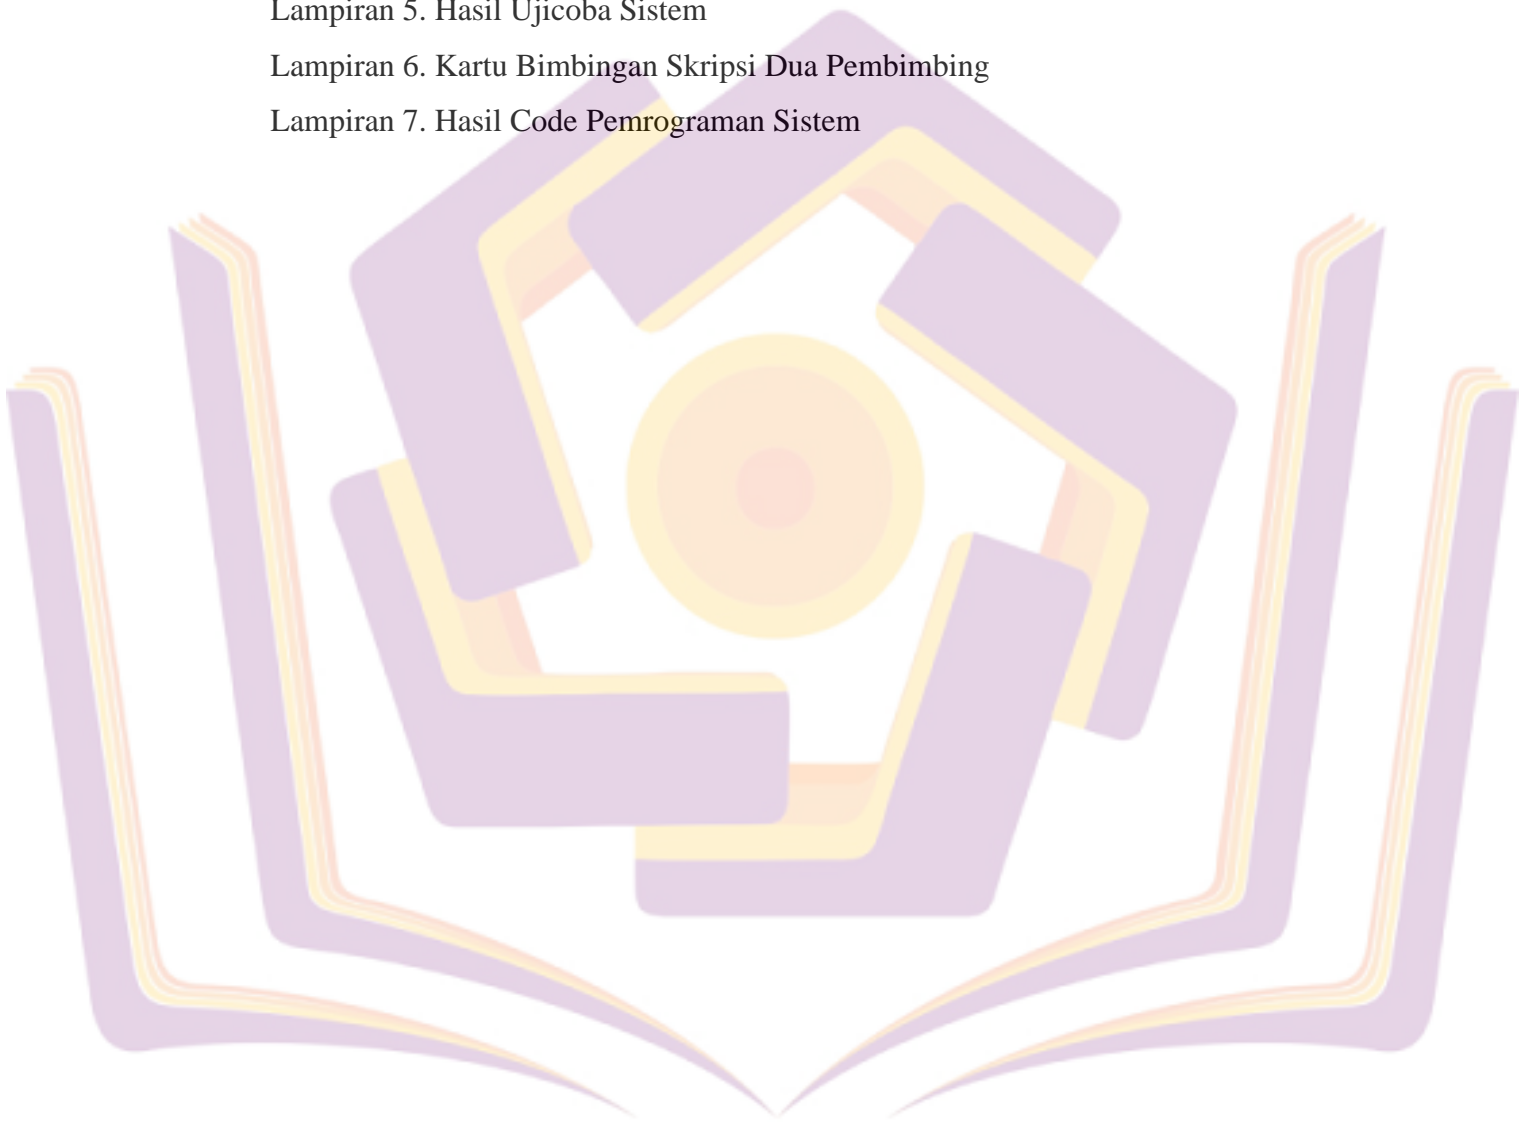 Lampiran 5. Hasil Ujicoba Sistem
Lampiran 6. Kartu Bimbingan Skripsi Dua Pembimbing
Lampiran 7. Hasil Code Pemrograman Sistem